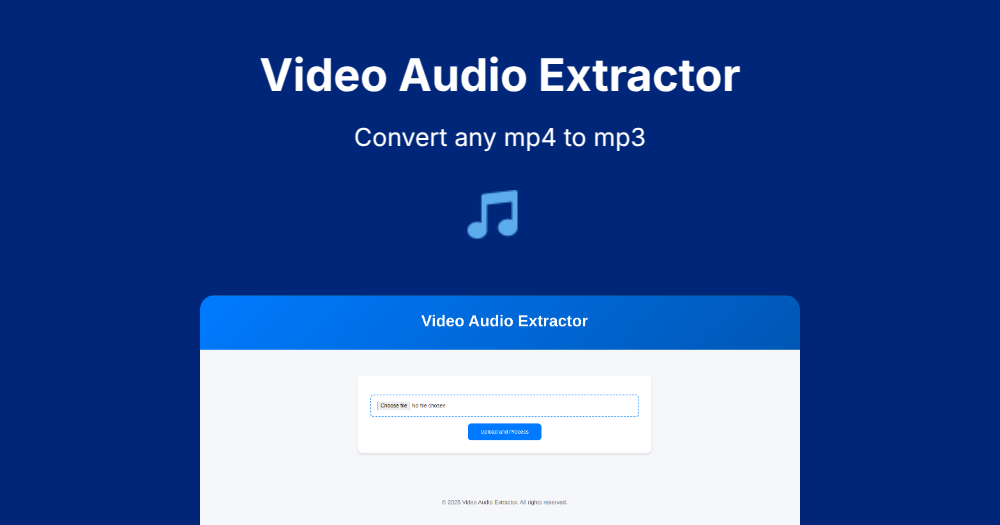 Video Audio Extractor
Convert any mp4 to mp3
Video Audio Extractor
Choose file No file chosen
Upload and Process
© 2025 Video Audio Extractor. All rights reserved.